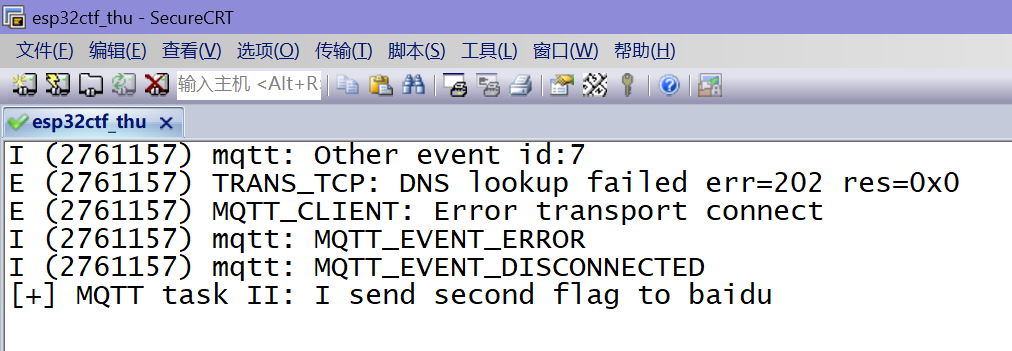 esp32ctf_thu - SecureCRT
文件(F) 编辑(E) 查看(V) 选项(O) 传输(T) 脚本(S) 工具(L) 窗口(W) 帮助(H)
输入主机 <Alt+R>
esp32ctf_thu
I (2761157) mqtt: Other event id:7
E (2761157) TRANS_TCP: DNS lookup failed err=202 res=0x0
E (2761157) MQTT_CLIENT: Error transport connect
I (2761157) mqtt: MQTT_EVENT_ERROR
I (2761157) mqtt: MQTT_EVENT_DISCONNECTED
[+] MQTT task II: I send second flag to baidu